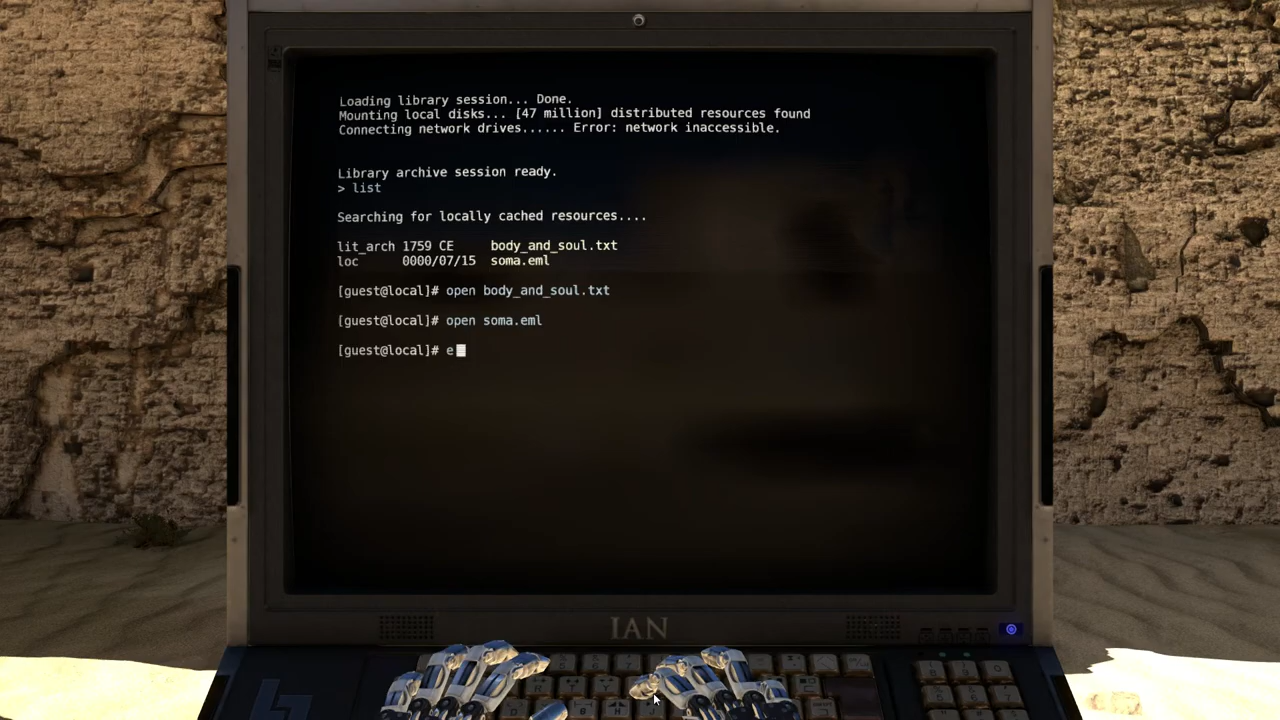 Loading library session... Done.
Mounting local disks... [47 million] distributed resources found
Connecting network drives...... Error: network inaccessible.
Library archive session ready.
> list
Searching for locally cached resources....
lit_arch 1759 CE     body_and_soul.txt
loc      0000/07/15  soma.eml
[guest@local]# open body_and_soul.txt
[guest@local]# open soma.eml
[guest@local]# e
IAN